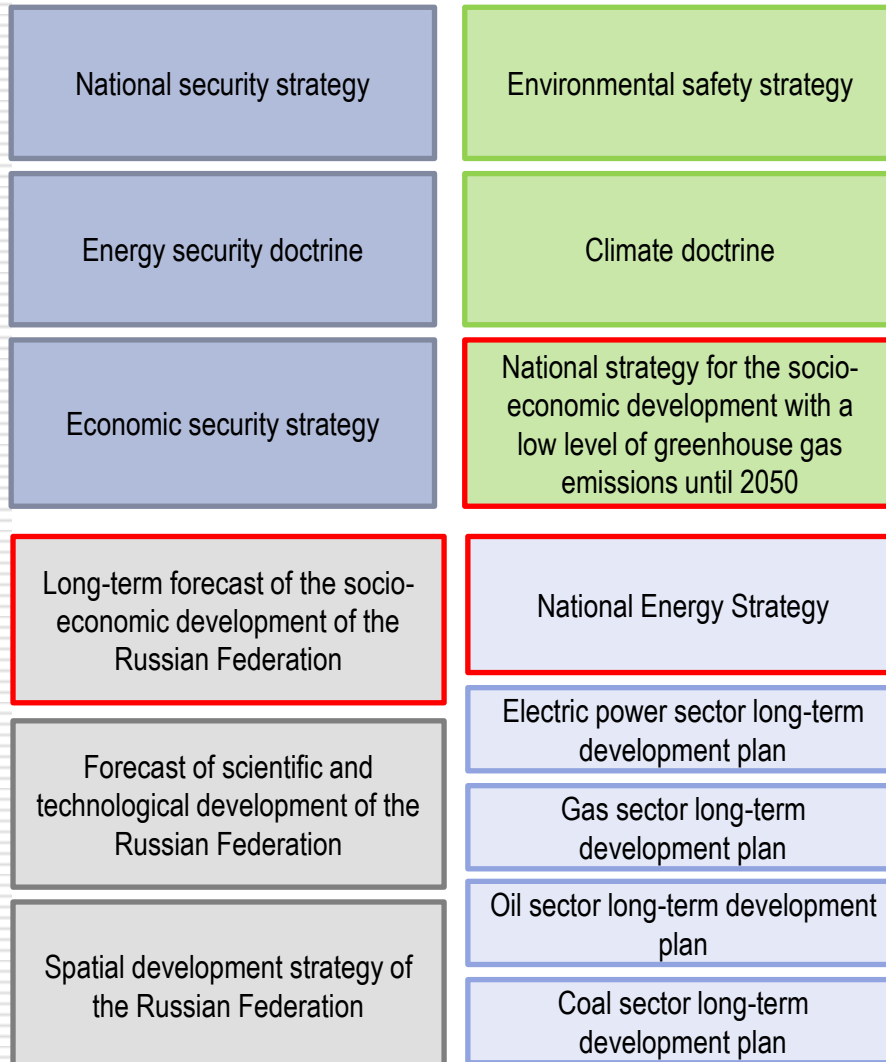 National security strategy
Environmental safety strategy
Energy security doctrine
Climate doctrine
Economic security strategy
National strategy for the socio-
economic development with a
low level of greenhouse gas
emissions until 2050
Long-term forecast of the socio-
economic development of the
Russian Federation
National Energy Strategy
Forecast of scientific and
technological development of the
Russian Federation
Electric power sector long-term
development plan
Gas sector long-term
development plan
Spatial development strategy of
the Russian Federation
Oil sector long-term development
plan
Coal sector long-term
development plan